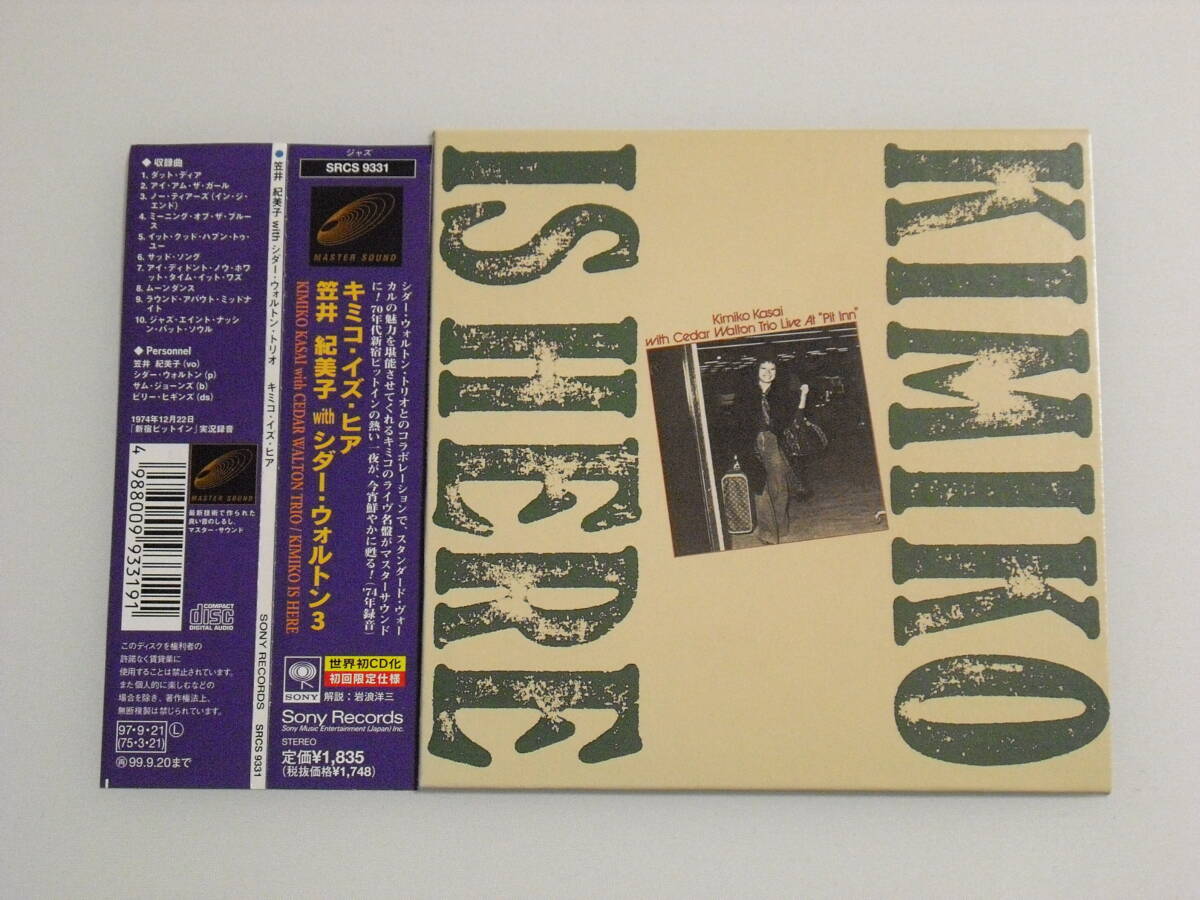 ◆ 収録曲
1. ダット・ディア
2. アイ・アム・ザ・ガール
3. ノー・ティアーズ (イン・ジ・
エンド)
4. ミーニング・オブ・ザ・ブルー
ス
5. イット・クッド・ハプン・トゥ・
ユー
6. サッド・ソング
7. アイ・ディドント・ノウ・ホワ
ット・タイム・イット・ワズ
8. ムーンダンス
9. ラウンド・アバウト・ミッドナ
イト
10. ジャズ・エイント・ナッシ
ン・バット・ソウル
◆ Personnel
笠井 紀美子 (vo)
シダー・ウォルトン (p)
サム・ジョーンズ (b)
ビリー・ヒギンズ (ds)
1974年12月22日
「新宿ピットイン」実況録音
4 988009 933191
MASTER SOUND
最新技術で作られた
良い音のしるし、
マスター・サウンド
COMPACT
disc
DIGITAL AUDIO
このディスクを権利者の
許諾なく賃貸業に
使用することは禁止されています。
また個人的に楽しむなどの
場合を除き、著作権法上、
無断複製は禁じられています。
97・9・21 Ⓛ
(75・3・21)
㋫99.9.20まで
笠井 紀美子 with シダー・ウォルトン・トリオ キミコ・イズ・ヒア
SONY RECORDS SRCS 9331
ジャズ
SRCS 9331
MASTER SOUND
シダー・ウォルトン・トリオとのコラボレーションで、スタンダード・ヴォー
カルの魅力を堪能させてくれるキミコのライヴ名盤がマスターサウンド
に!70年代新宿ピットインの熱い一夜が、今宵鮮やかに甦る!('74年録音)
キミコ・イズ・ヒア
笠井 紀美子 with シダー・ウォルトン3
KIMIKO KASAI with CEDAR WALTON TRIO / KIMIKO IS HERE
SONY
世界初CD化
初回限定仕様
解説:岩浪洋三
Sony Records
Sony Music Entertainment (Japan) Inc.
STEREO
定価¥1,835
(税抜価格¥1,748)
KIMIKO
IS HERE
Kimiko Kasai
with Cedar Walton Trio Live At "Pit Inn"